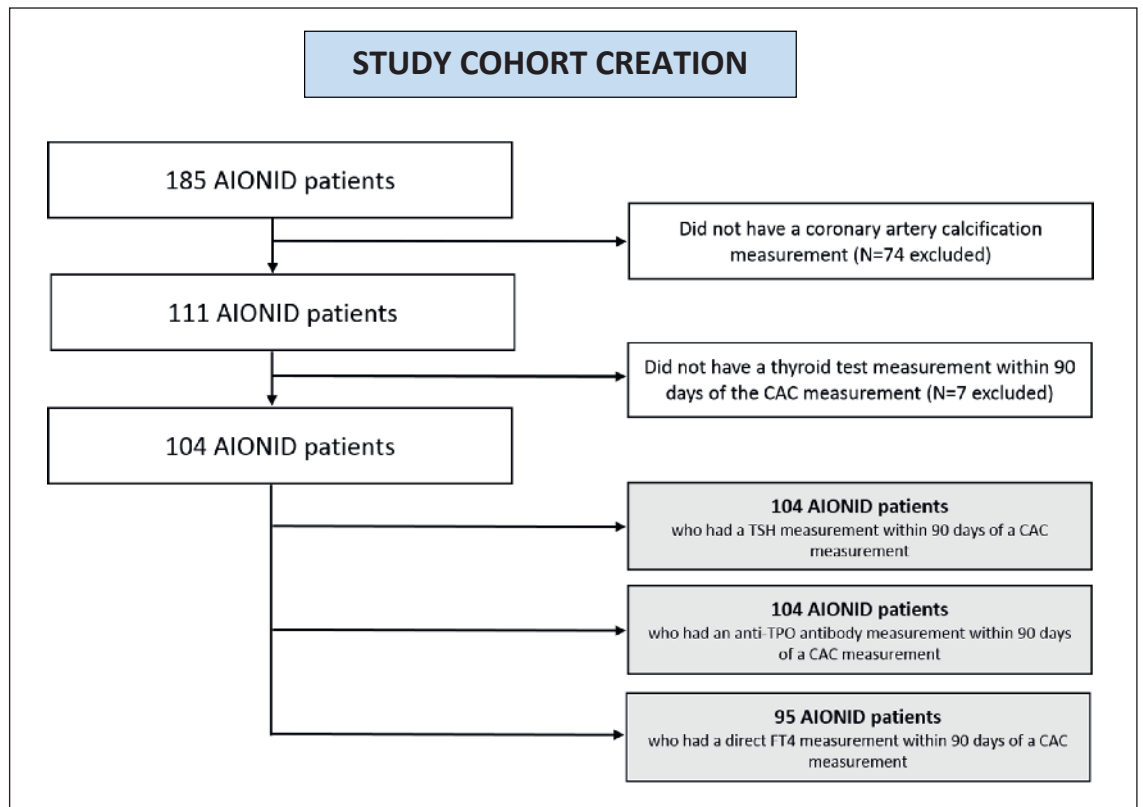 STUDY COHORT CREATION
185 AIONID patients
Did not have a coronary artery calcification
measurement (N=74 excluded)
111 AIONID patients
Did not have a thyroid test measurement within 90
days of the CAC measurement (N=7 excluded)
104 AIONID patients
104 AIONID patients
who had a TSH measurement within 90 days of a CAC
measurement
104 AIONID patients
who had an anti-TPO antibody measurement within 90 days
of a CAC measurement
95 AIONID patients
who had a direct FT4 measurement within 90 days of a CAC
measurement